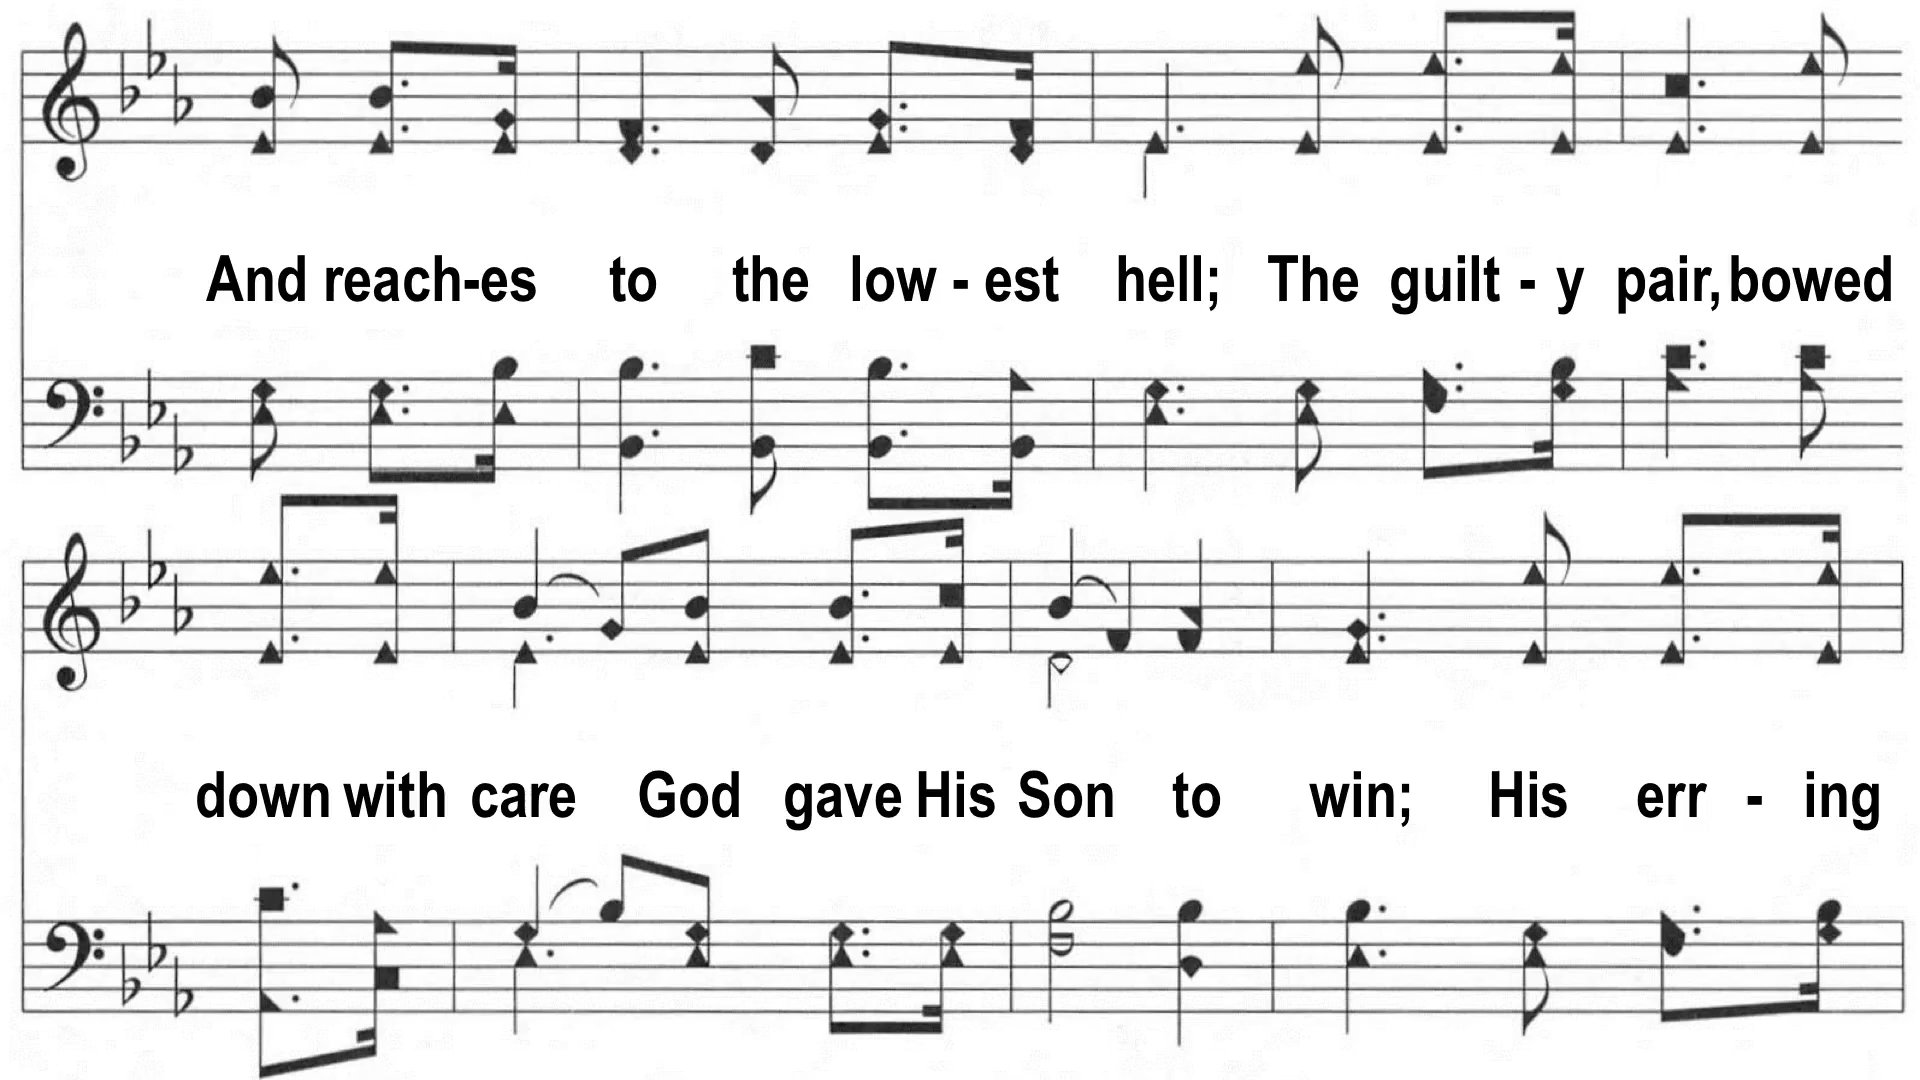 And reach-es to the low - est hell; The guilt - y pair, bowed
down with care God gave His Son to win; His err - ing